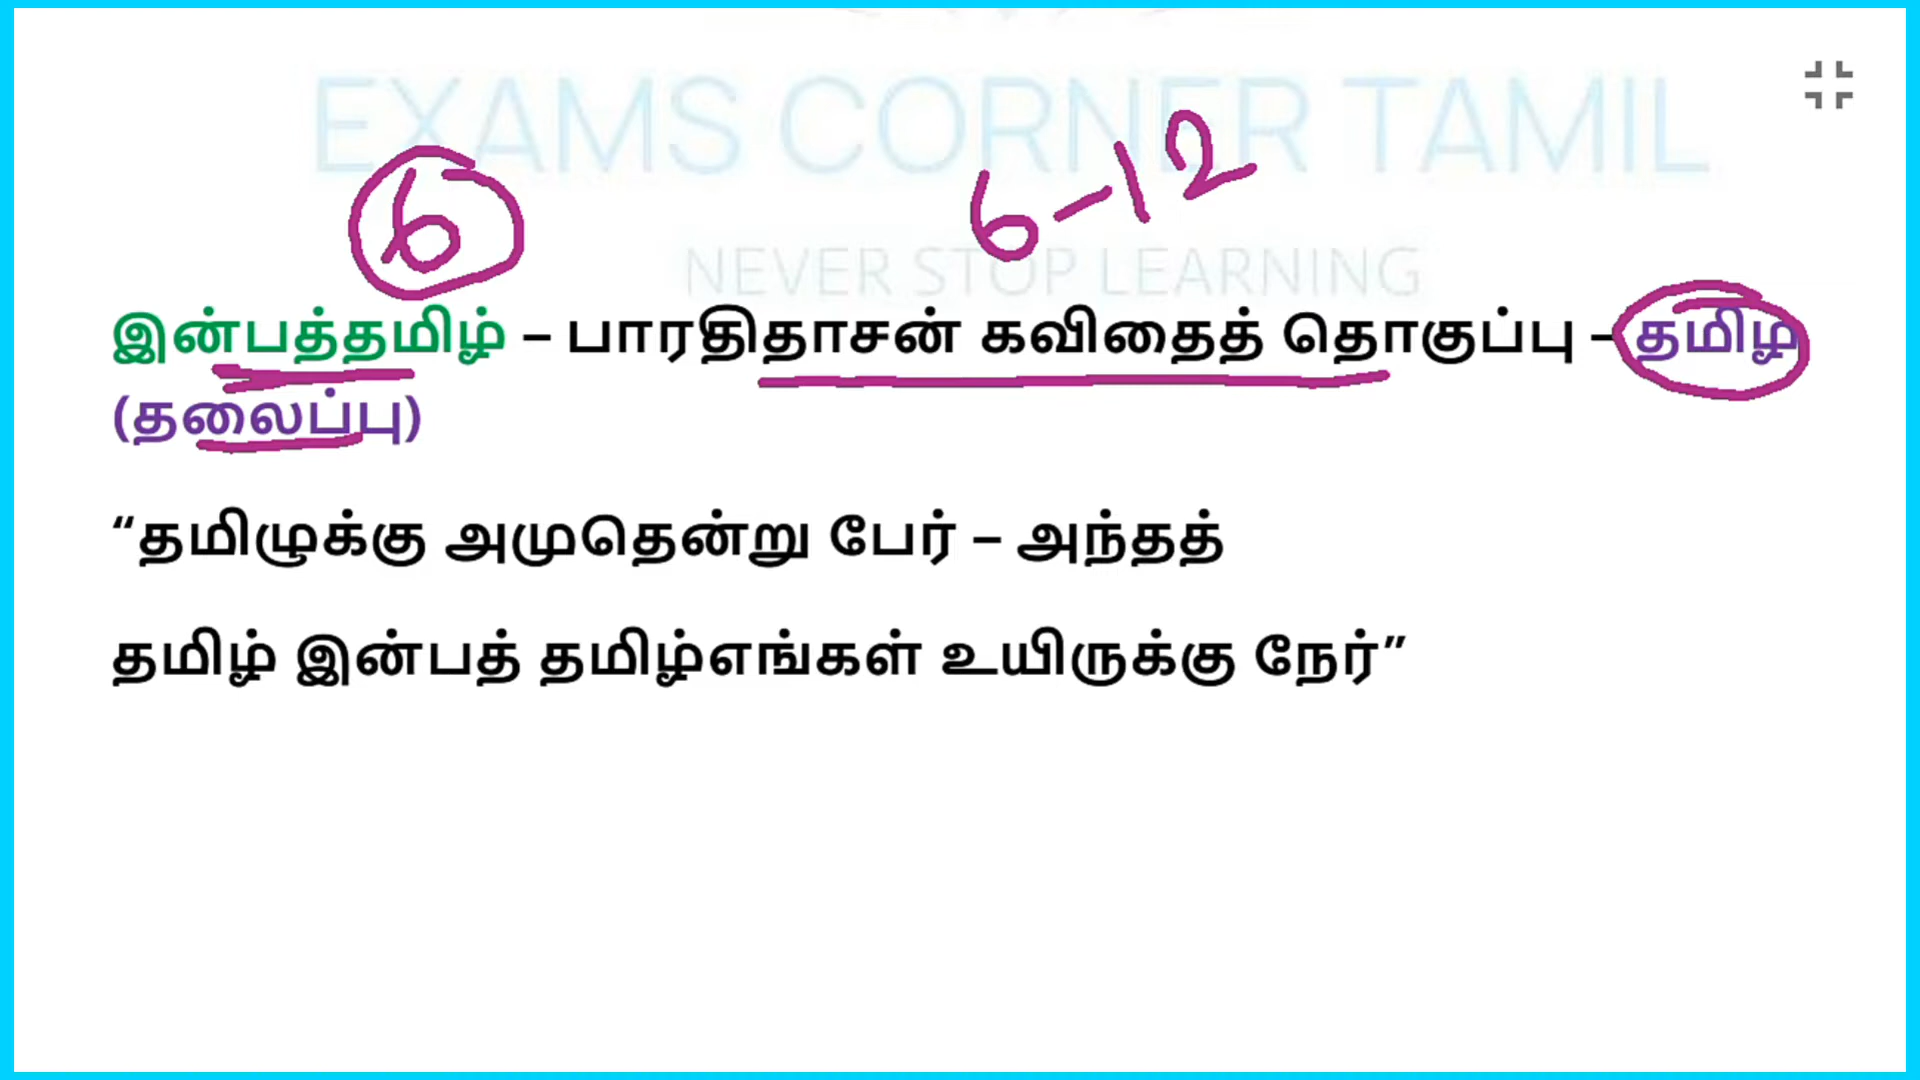 EXAMS CORNER TAMIL
6 6-12
NEVER STOP LEARNING
இன்பத்தமிழ் – பாரதிதாசன் கவிதைத் தொகுப்பு – தமிழ்
(தலைப்பு)
“தமிழுக்கு அமுதென்று பேர் – அந்தத்
தமிழ் இன்பத் தமிழ்எங்கள் உயிருக்கு நேர்”